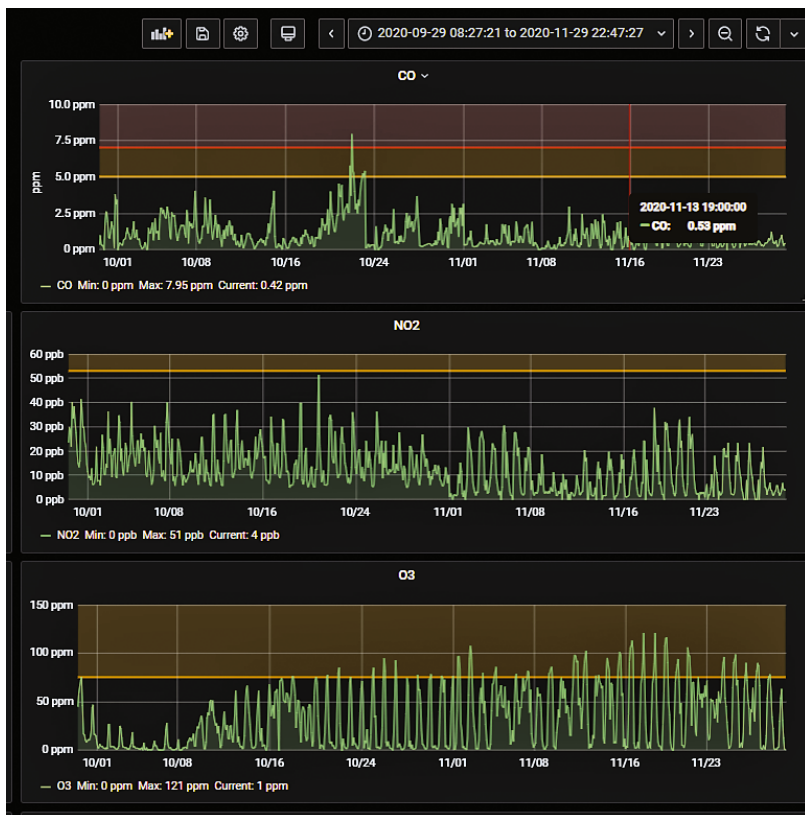 2020-09-29 08:27:21 to 2020-11-29 22:47:27
CO
10.0 ppm
7.5 ppm
5.0 ppm
2.5 ppm
0 ppm
ppm
2020-11-13 19:00:00
CO: 0.53 ppm
10/01 10/08 10/16 10/24 11/01 11/08 11/16 11/23
CO Min: 0 ppm Max: 7.95 ppm Current: 0.42 ppm
NO2
60 ppb
50 ppb
40 ppb
30 ppb
20 ppb
10 ppb
0 ppb
10/01 10/08 10/16 10/24 11/01 11/08 11/16 11/23
NO2 Min: 0 ppb Max: 51 ppb Current: 4 ppb
O3
150 ppm
100 ppm
50 ppm
0 ppm
10/01 10/08 10/16 10/24 11/01 11/08 11/16 11/23
O3 Min: 0 ppm Max: 121 ppm Current: 1 ppm